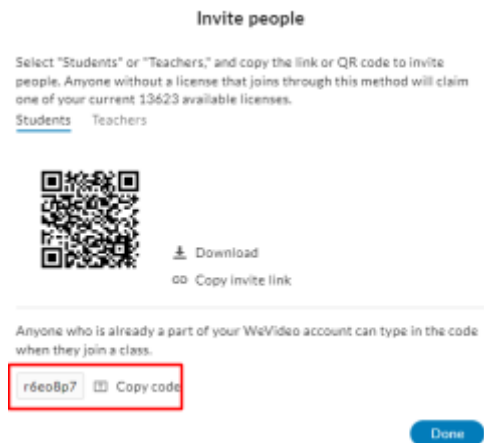 Invite people
Select "Students" or "Teachers," and copy the link or QR code to invite
people. Anyone without a license that joins through this method will claim
one of your current 13623 available licenses.
Students Teachers
Download
Copy invite link
Anyone who is already a part of your WeVideo account can type in the code
when they join a class.
r6eo8p7 Copy code
Done